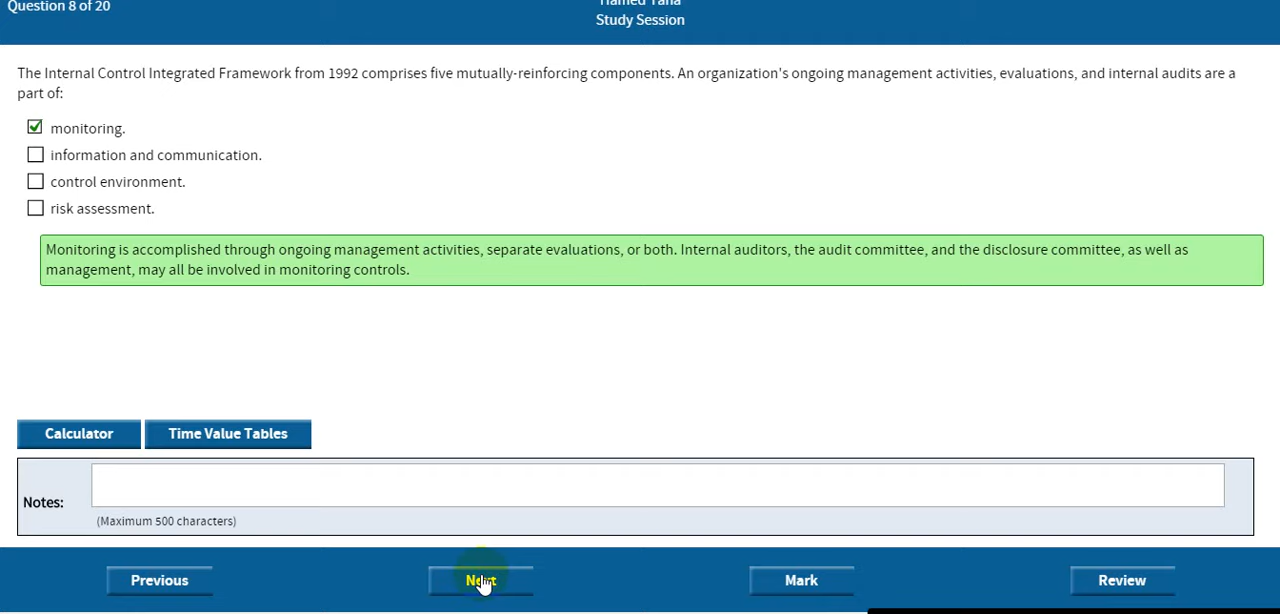 Question 8 of 20
Hamed Taha
Study Session
The Internal Control Integrated Framework from 1992 comprises five mutually-reinforcing components. An organization's ongoing management activities, evaluations, and internal audits are a
part of:
monitoring.
information and communication.
control environment.
risk assessment.
Monitoring is accomplished through ongoing management activities, separate evaluations, or both. Internal auditors, the audit committee, and the disclosure committee, as well as
management, may all be involved in monitoring controls.
Calculator Time Value Tables
Notes:
(Maximum 500 characters)
Previous Next Mark Review